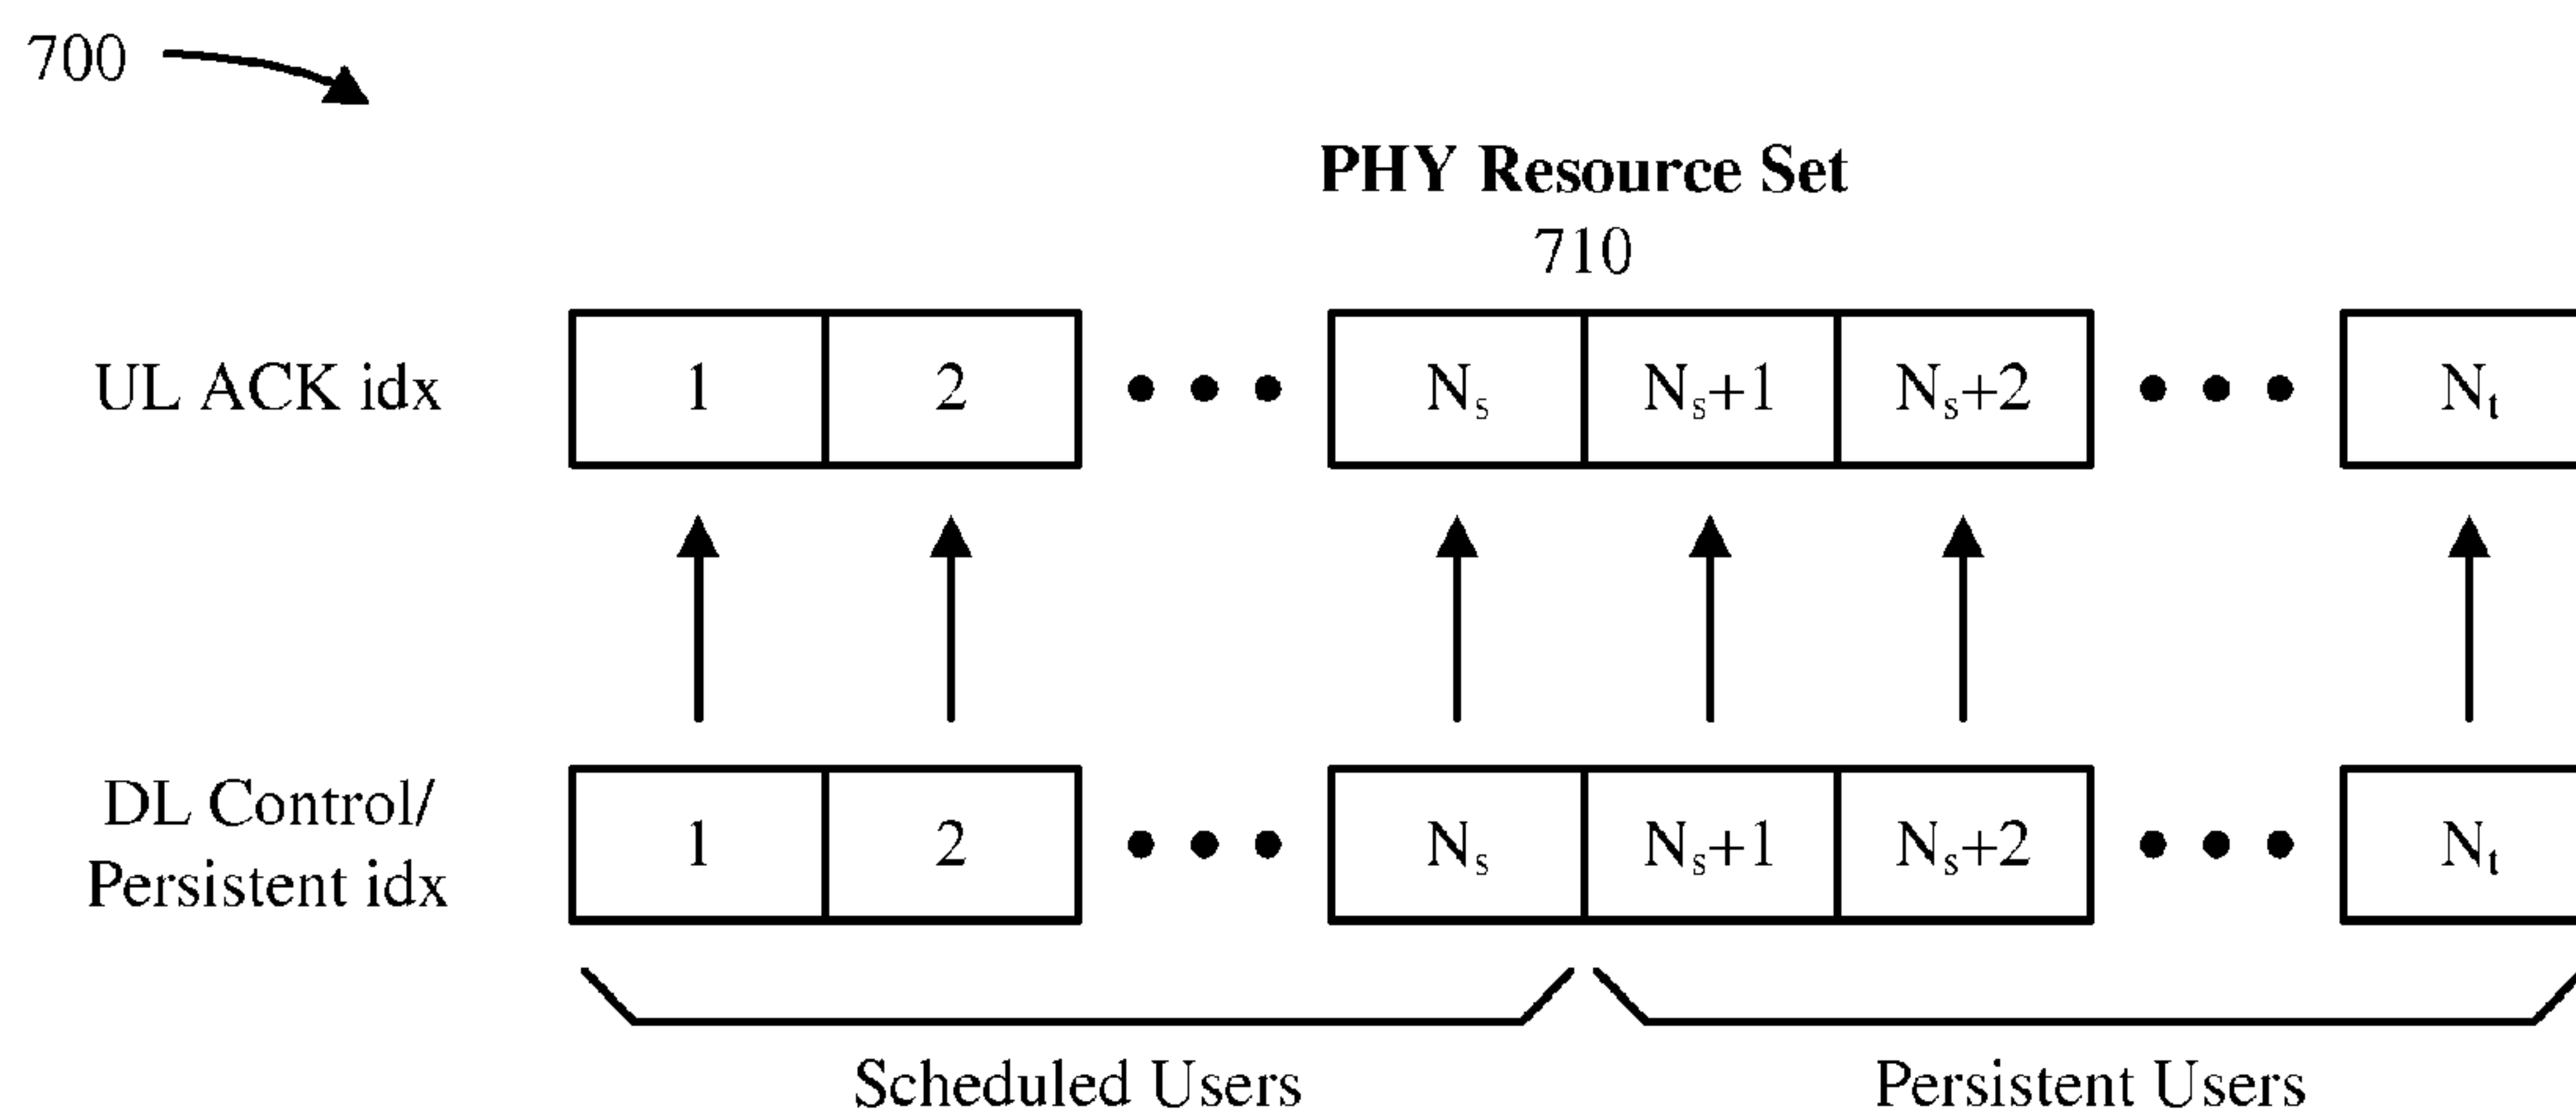 700
PHY Resource Set
710
UL ACK idx
1 2 Nₛ Nₛ+1 Nₛ+2 Nₜ
DL Control/
Persistent idx
1 2 Nₛ Nₛ+1 Nₛ+2 Nₜ
Scheduled Users
Persistent Users